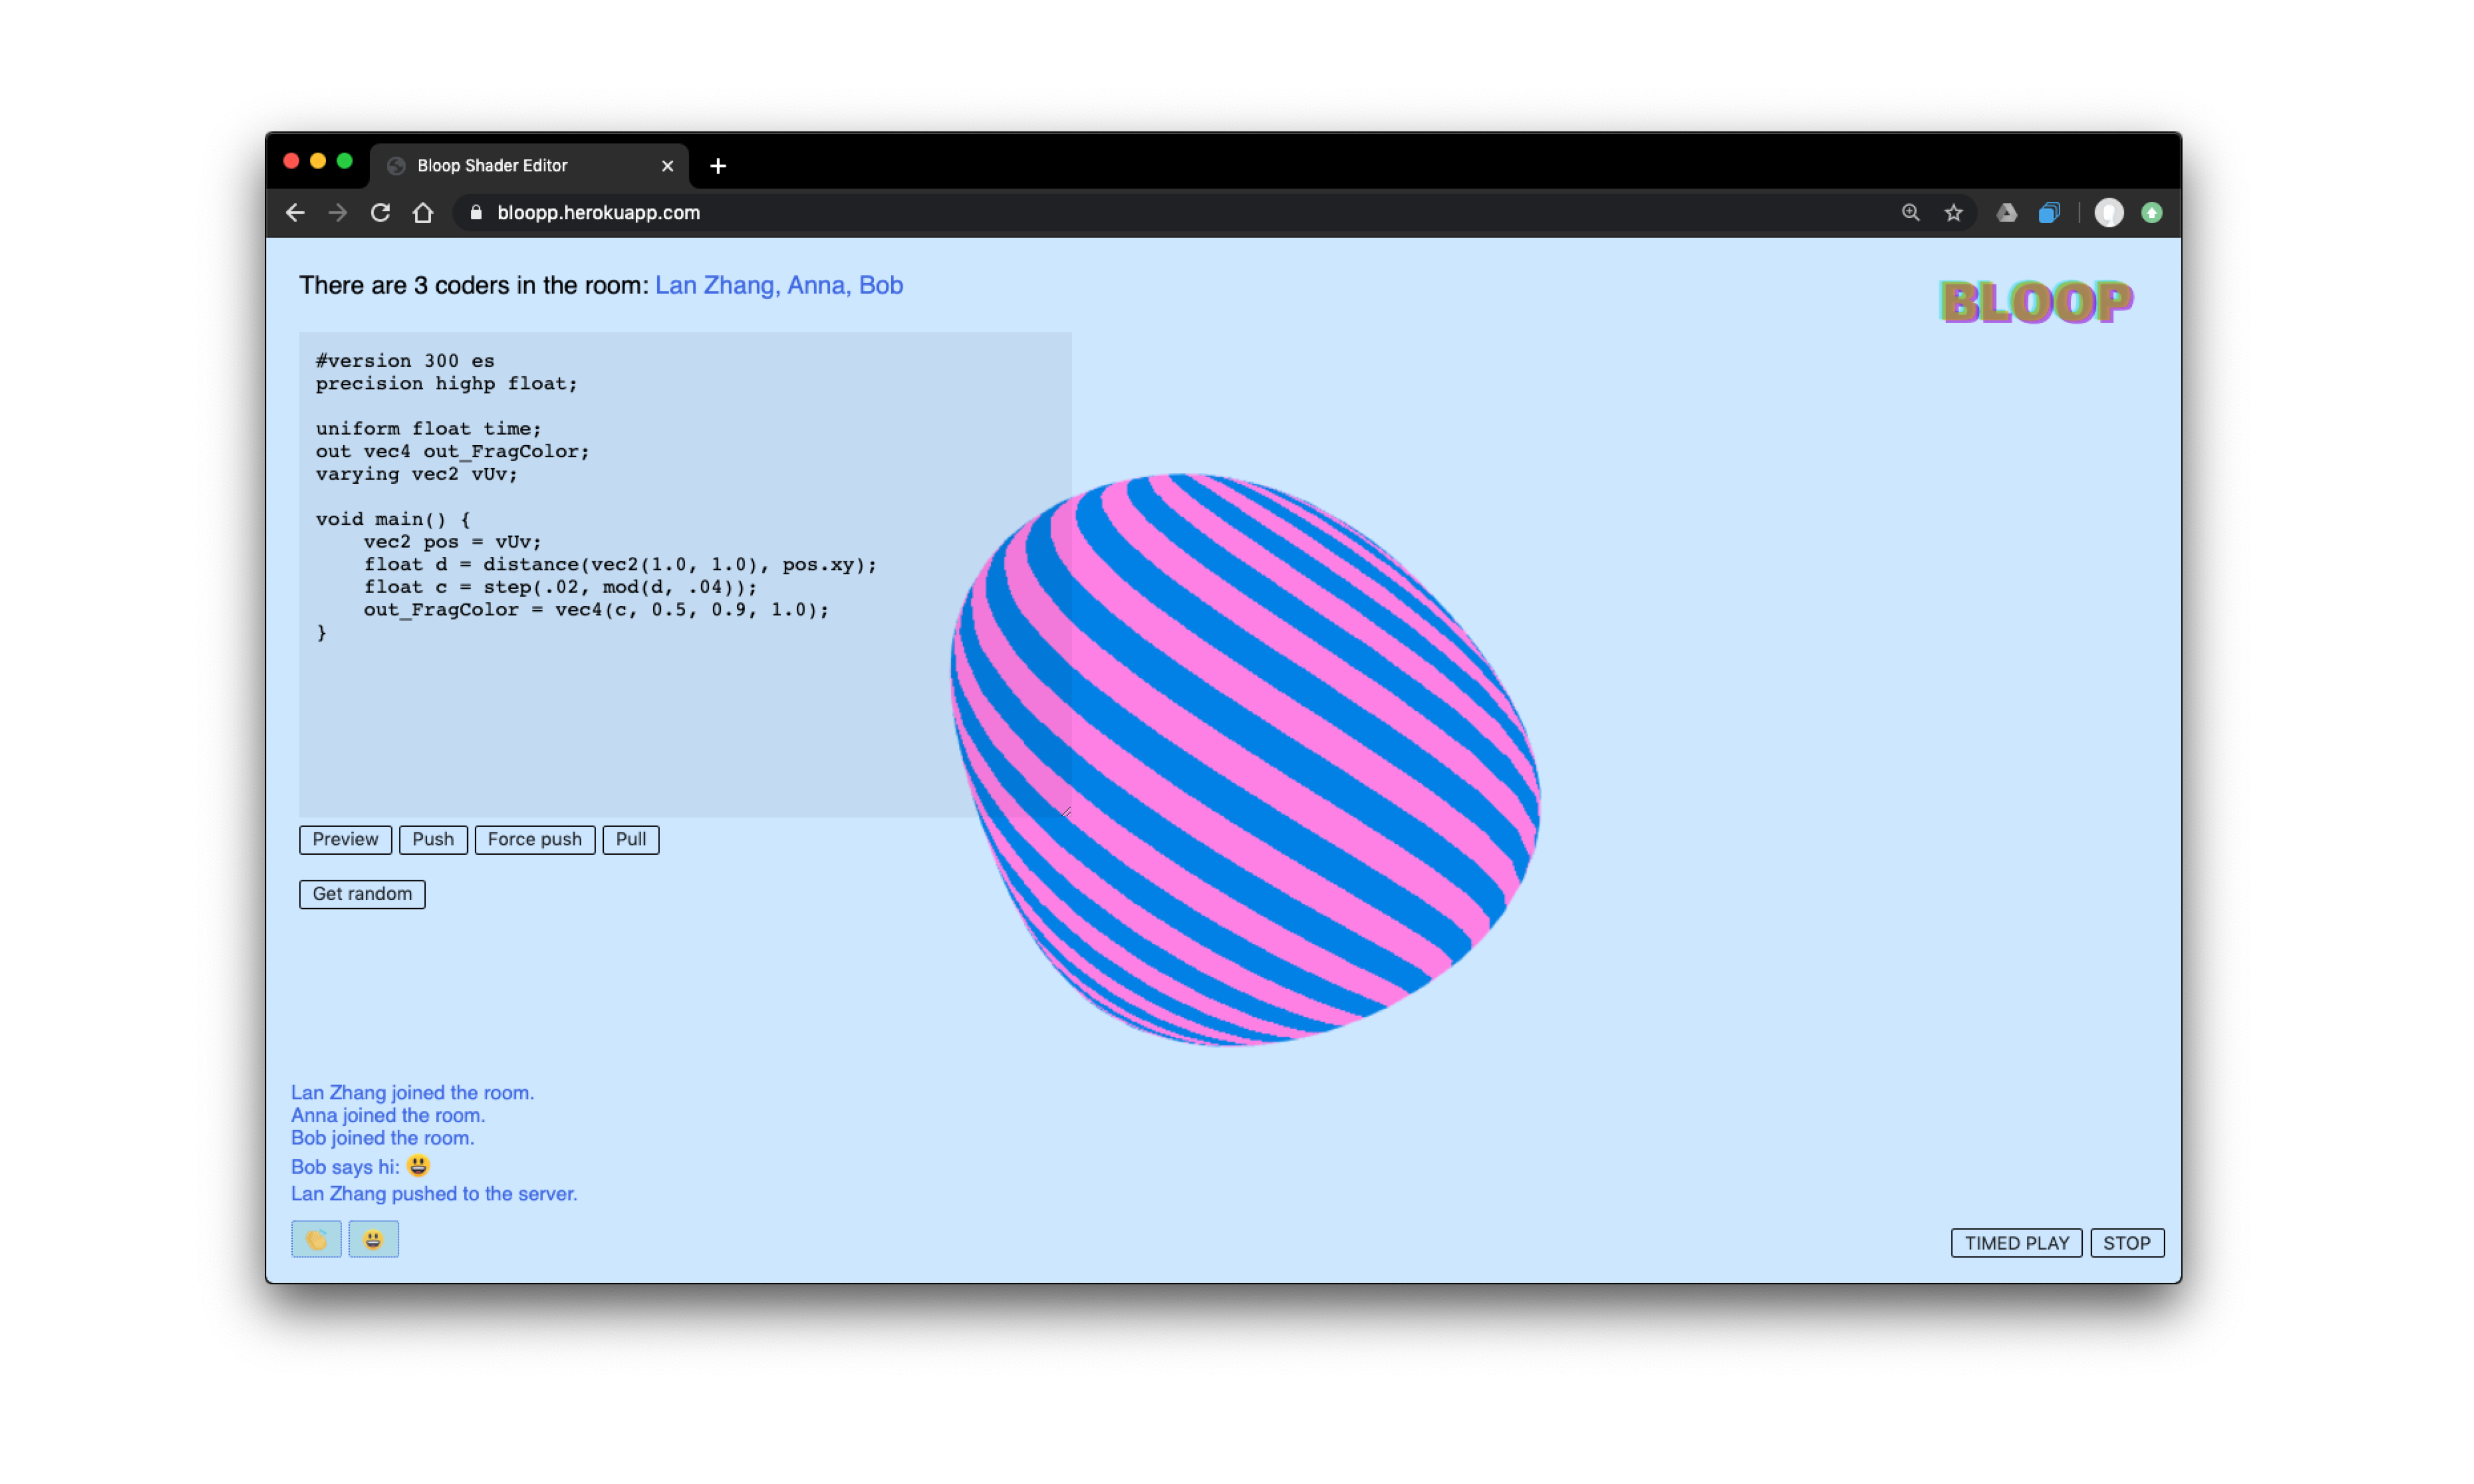 Bloop Shader Editor
bloopp.herokuapp.com
There are 3 coders in the room: Lan Zhang, Anna, Bob
BLOOP
#version 300 es
precision highp float;
uniform float time;
out vec4 out_FragColor;
varying vec2 vUv;
void main() {
    vec2 pos = vUv;
    float d = distance(vec2(1.0, 1.0), pos.xy);
    float c = step(.02, mod(d, .04));
    out_FragColor = vec4(c, 0.5, 0.9, 1.0);
}
Preview Push Force push Pull
Get random
Lan Zhang joined the room.
Anna joined the room.
Bob joined the room.
Bob says hi: 😃
Lan Zhang pushed to the server.
TIMED PLAY STOP